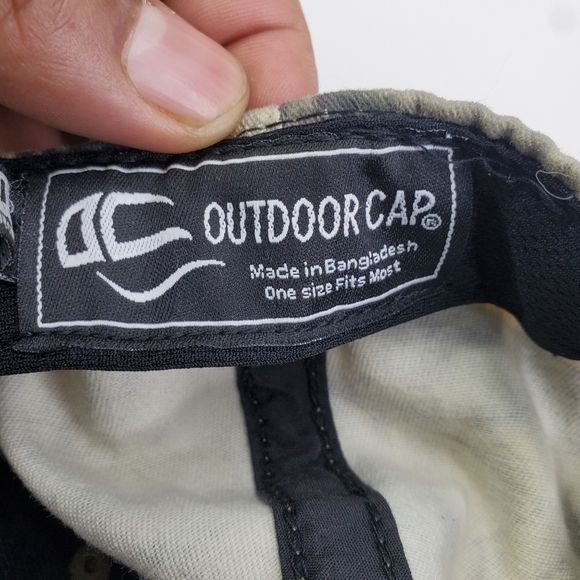 OUTDOOR CAP®
Made in Bangladesh
One size Fits Most